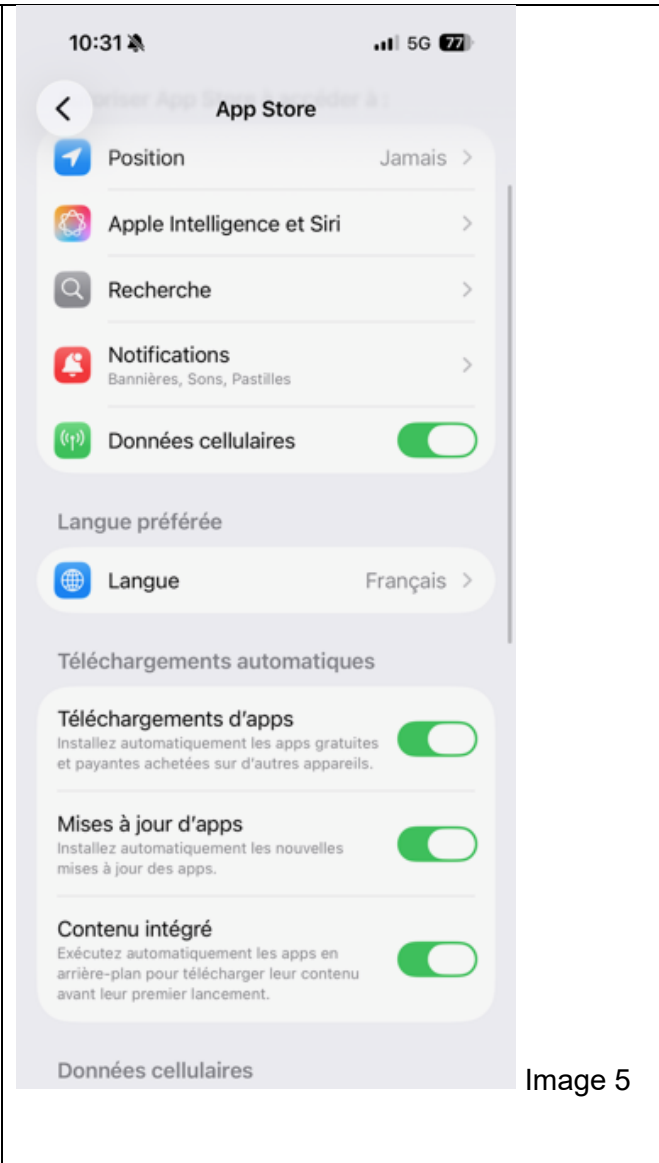 10:31 5G 77
App Store
Position Jamais
Apple Intelligence et Siri
Recherche
Notifications
Bannières, Sons, Pastilles
Données cellulaires
Langue préférée
Langue Français
Téléchargements automatiques
Téléchargements d'apps
Installez automatiquement les apps gratuites
et payantes achetées sur d'autres appareils.
Mises à jour d'apps
Installez automatiquement les nouvelles
mises à jour des apps.
Contenu intégré
Exécutez automatiquement les apps en
arrière-plan pour télécharger leur contenu
avant leur premier lancement.
Données cellulaires
Image 5